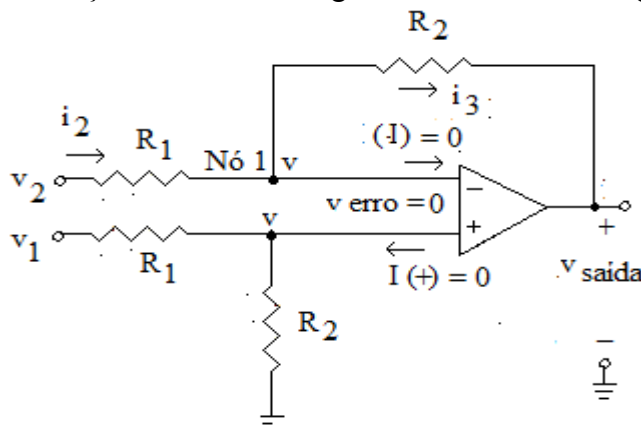 R2
i3
i2
R1
Nó 1 v
(-I) = 0
v2
v erro = 0
−
v
+
v1
R1
I (+) = 0
+
v saída
R2
−